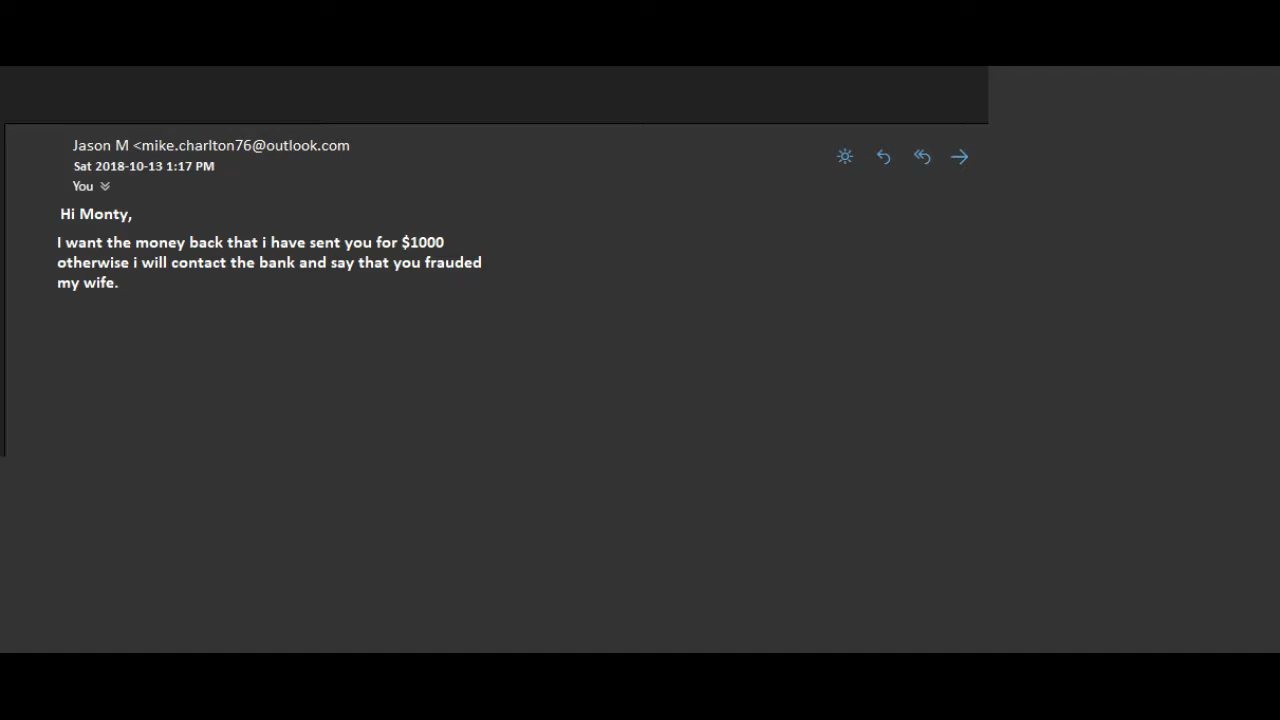 Jason M <mike.charlton76@outlook.com
Sat 2018-10-13 1:17 PM
You
Hi Monty,
I want the money back that i have sent you for $1000
otherwise i will contact the bank and say that you frauded
my wife.